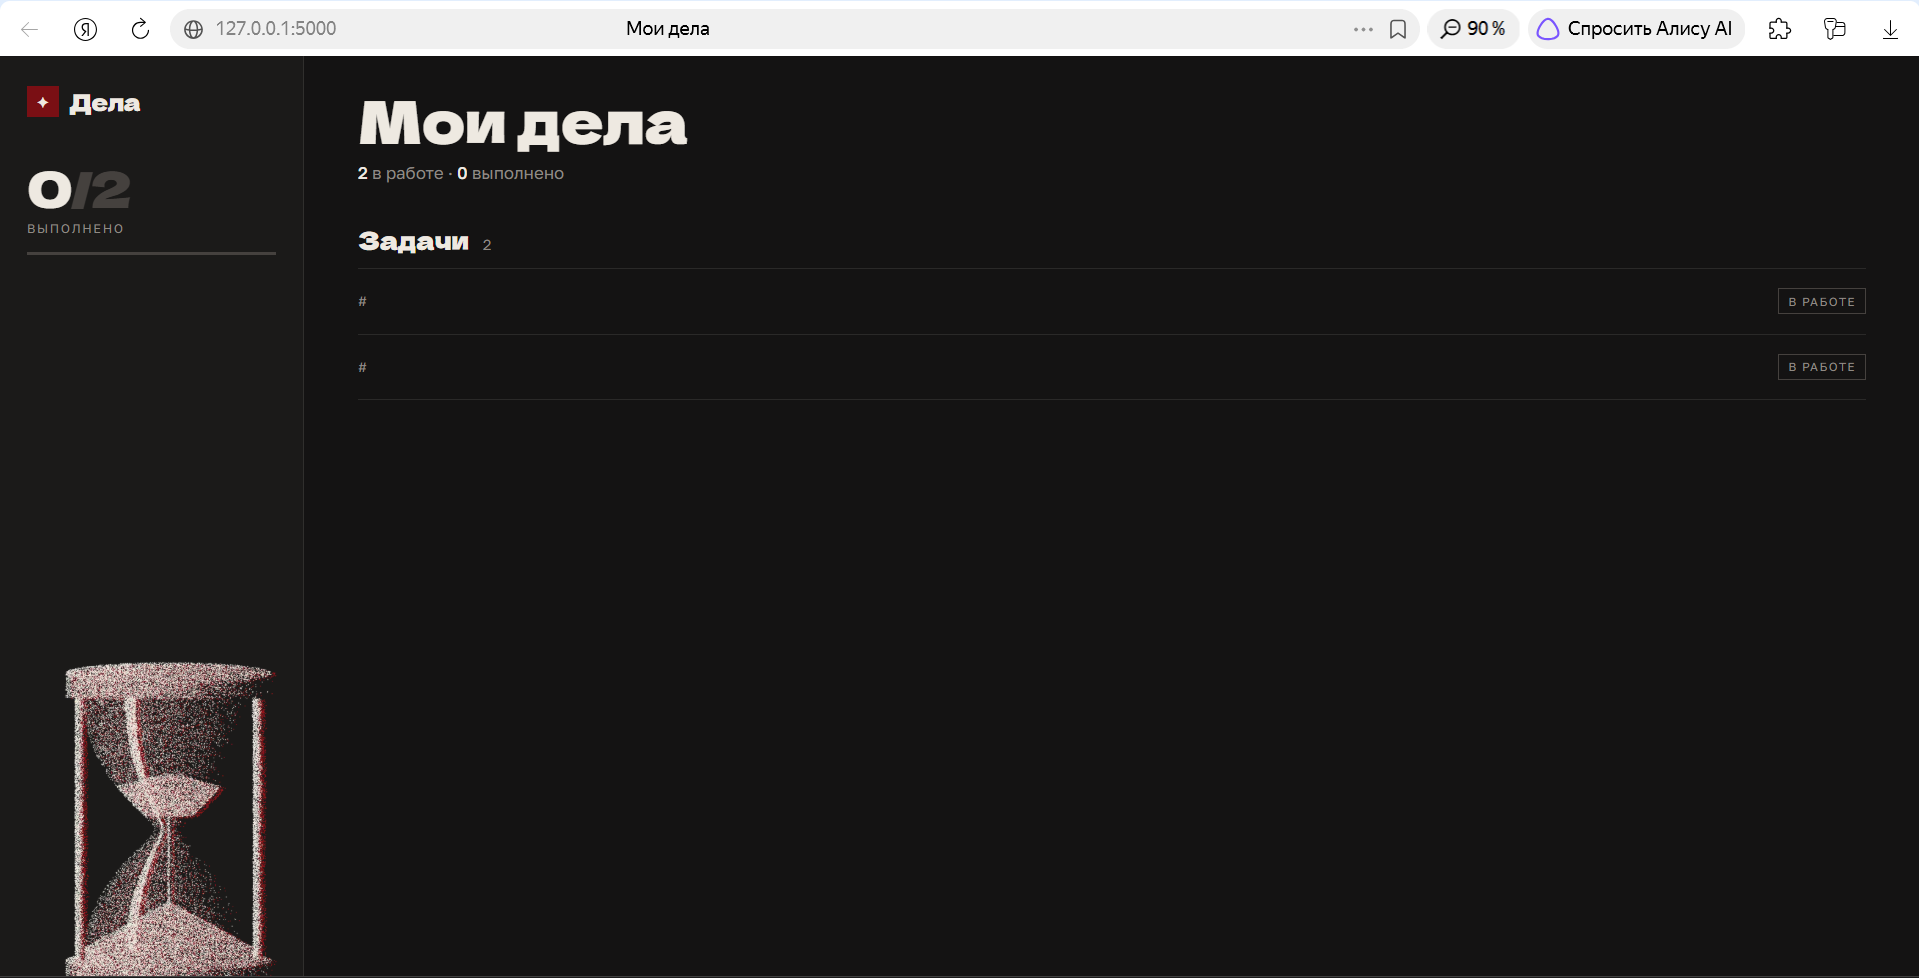 127.0.0.1:5000
Мои дела
90 %
Спросить Алису AI
Дела
0/2
ВЫПОЛНЕНО
Мои дела
2 в работе · 0 выполнено
Задачи 2
# В РАБОТЕ
# В РАБОТЕ